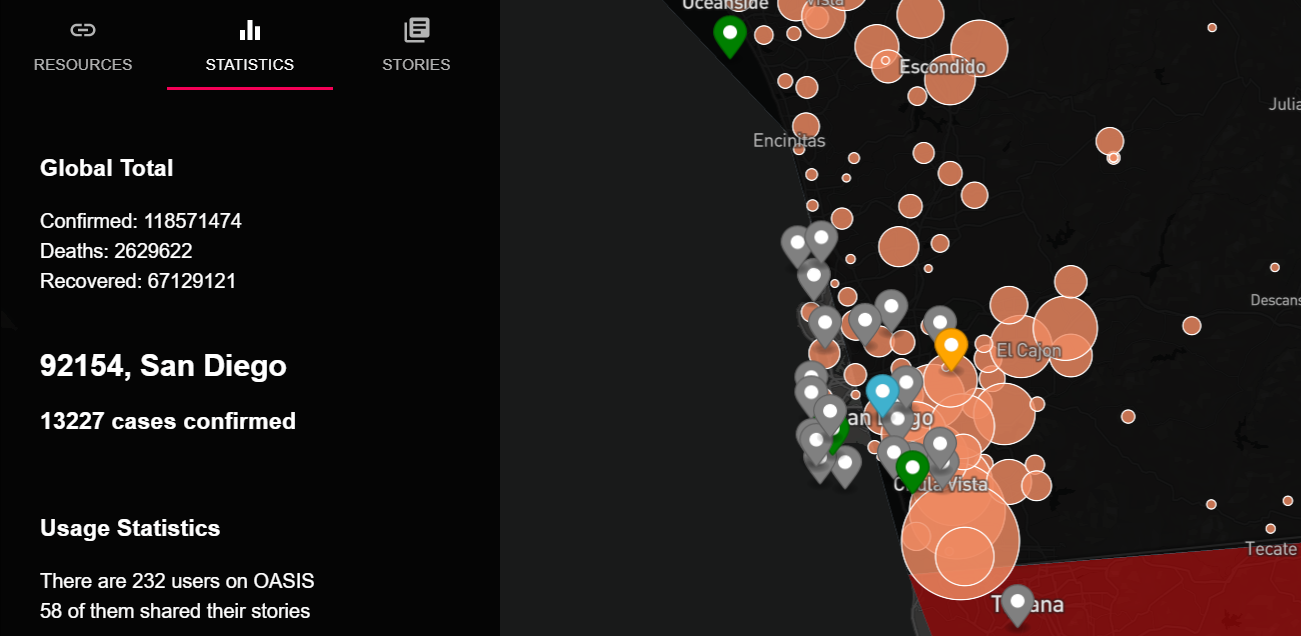 RESOURCES
STATISTICS
STORIES
Global Total
Confirmed: 118571474
Deaths: 2629622
Recovered: 67129121
92154, San Diego
13227 cases confirmed
Usage Statistics
There are 232 users on OASIS
58 of them shared their stories
Oceanside
Vista
Escondido
Julia
Encinitas
Descans
El Cajon
an Diego
Chula Vista
Tecate
T ana